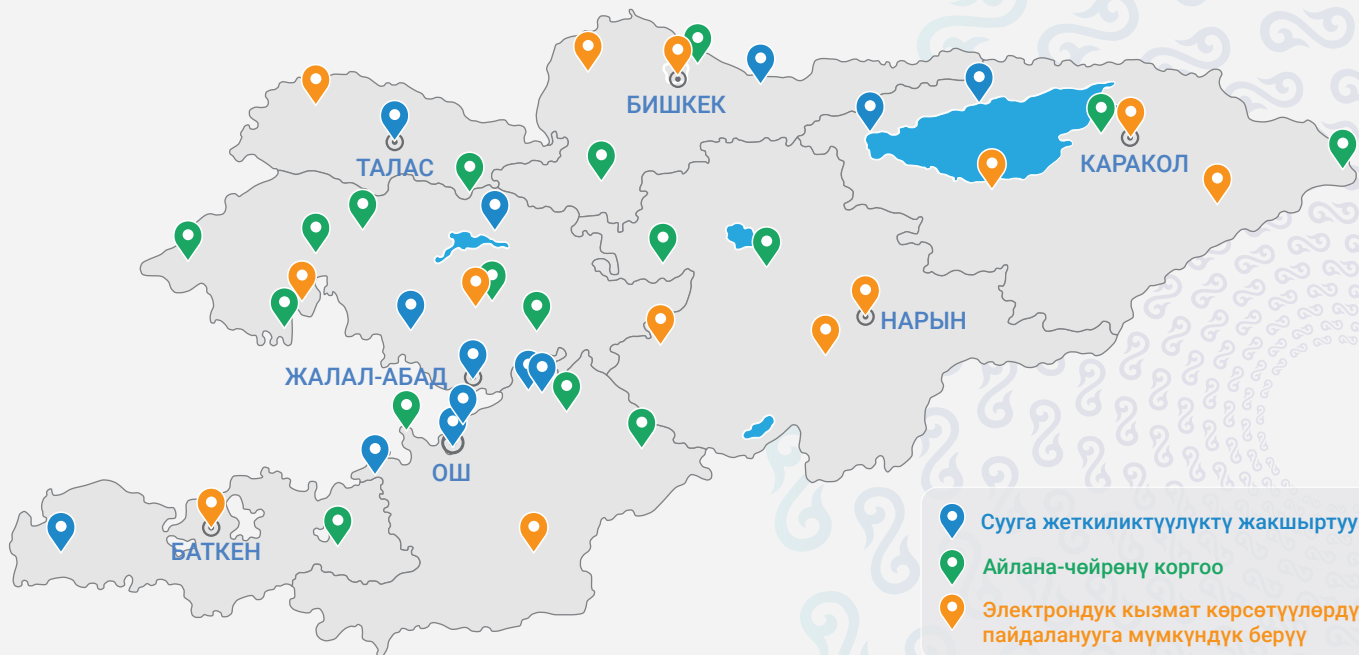 БИШКЕК
ТАЛАС
КАРАКОЛ
НАРЫН
ЖАЛАЛ-АБАД
ОШ
БАТКЕН
Сууга жеткиликтүүлүктү жакшыртуу
Айлана-чөйрөнү коргоо
Электрондук кызмат көрсөтүүлөрдү
пайдаланууга мүмкүндүк берүү